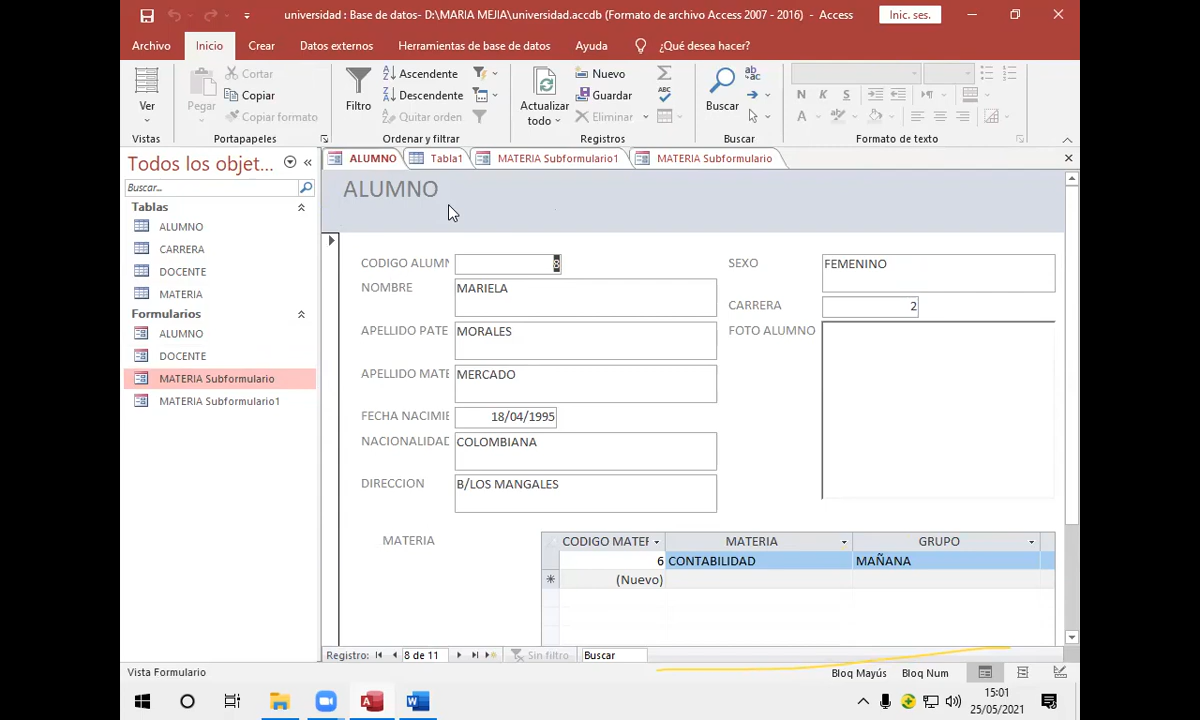 universidad : Base de datos- D:\MARIA MEJIA\universidad.accdb (Formato de archivo Access 2007 - 2016) - Access
Inic. ses.
Archivo Inicio Crear Datos externos Herramientas de base de datos Ayuda ¿Qué desea hacer?
Ver
Vistas
Pegar
Cortar
Copiar
Copiar formato
Portapapeles
Filtro
Ascendente
Descendente
Quitar orden
Ordenar y filtrar
Actualizar
todo
Nuevo
Guardar
Eliminar
Registros
Buscar
Buscar
N K S
A
Formato de texto
Todos los objet...
Buscar...
Tablas
ALUMNO
CARRERA
DOCENTE
MATERIA
Formularios
ALUMNO
DOCENTE
MATERIA Subformulario
MATERIA Subformulario1
ALUMNO Tabla1 MATERIA Subformulario1 MATERIA Subformulario
ALUMNO
CODIGO ALUMN 8
NOMBRE MARIELA
APELLIDO PATE MORALES
APELLIDO MATE MERCADO
FECHA NACIMIE 18/04/1995
NACIONALIDAD COLOMBIANA
DIRECCION B/LOS MANGALES
SEXO FEMENINO
CARRERA 2
FOTO ALUMNO
MATERIA
CODIGO MATER MATERIA GRUPO
6 CONTABILIDAD MAÑANA
(Nuevo)
Registro: 8 de 11 Sin filtro Buscar
Vista Formulario Bloq Mayús Bloq Num
15:01
25/05/2021